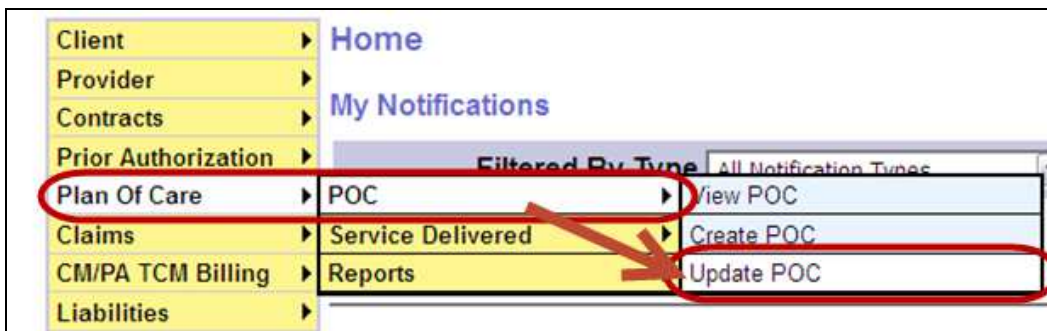 Client
Provider
Contracts
Prior Authorization
Plan Of Care
Claims
CM/PA TCM Billing
Liabilities
Home
My Notifications
Filtered By Type All Notification Types
POC
Service Delivered
Reports
View POC
Create POC
Update POC